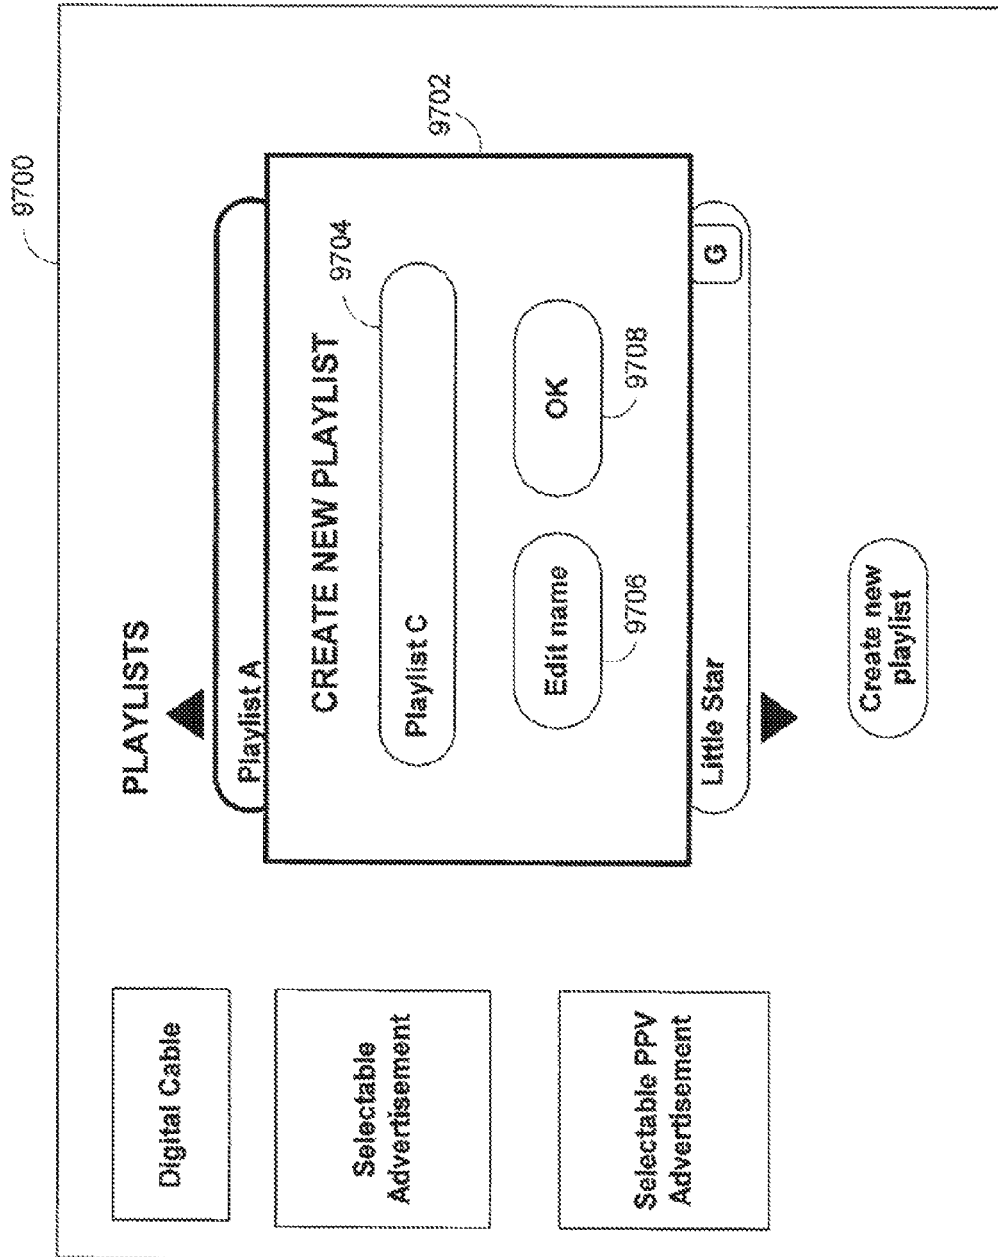 9700
PLAYLISTS
Digital Cable
Playlist A
9702
CREATE NEW PLAYLIST
9704
Selectable
Advertisement
Playlist C
Edit name
OK
9706
9708
Selectable PPV
Advertisement
Little Star
G
Create new
playlist